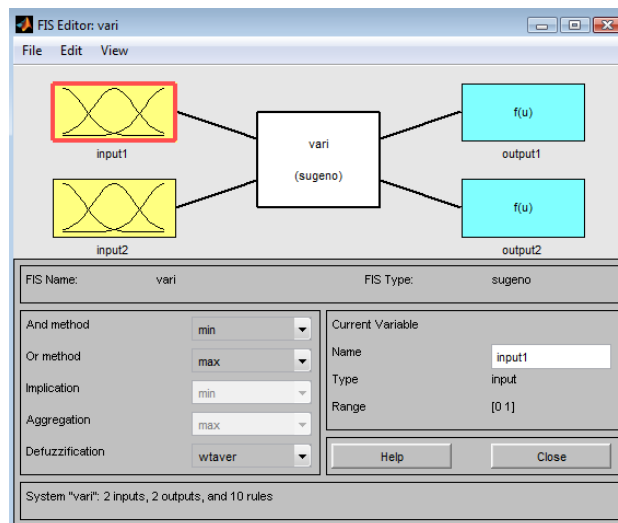 FIS Editor: vari
File Edit View
f(u)
input1
output1
vari
(sugeno)
f(u)
input2
output2
FIS Name: vari FIS Type: sugeno
And method min
Or method max
Implication min
Aggregation max
Defuzzification wtaver
Current Variable
Name input1
Type input
Range [0 1]
Help Close
System "vari": 2 inputs, 2 outputs, and 10 rules